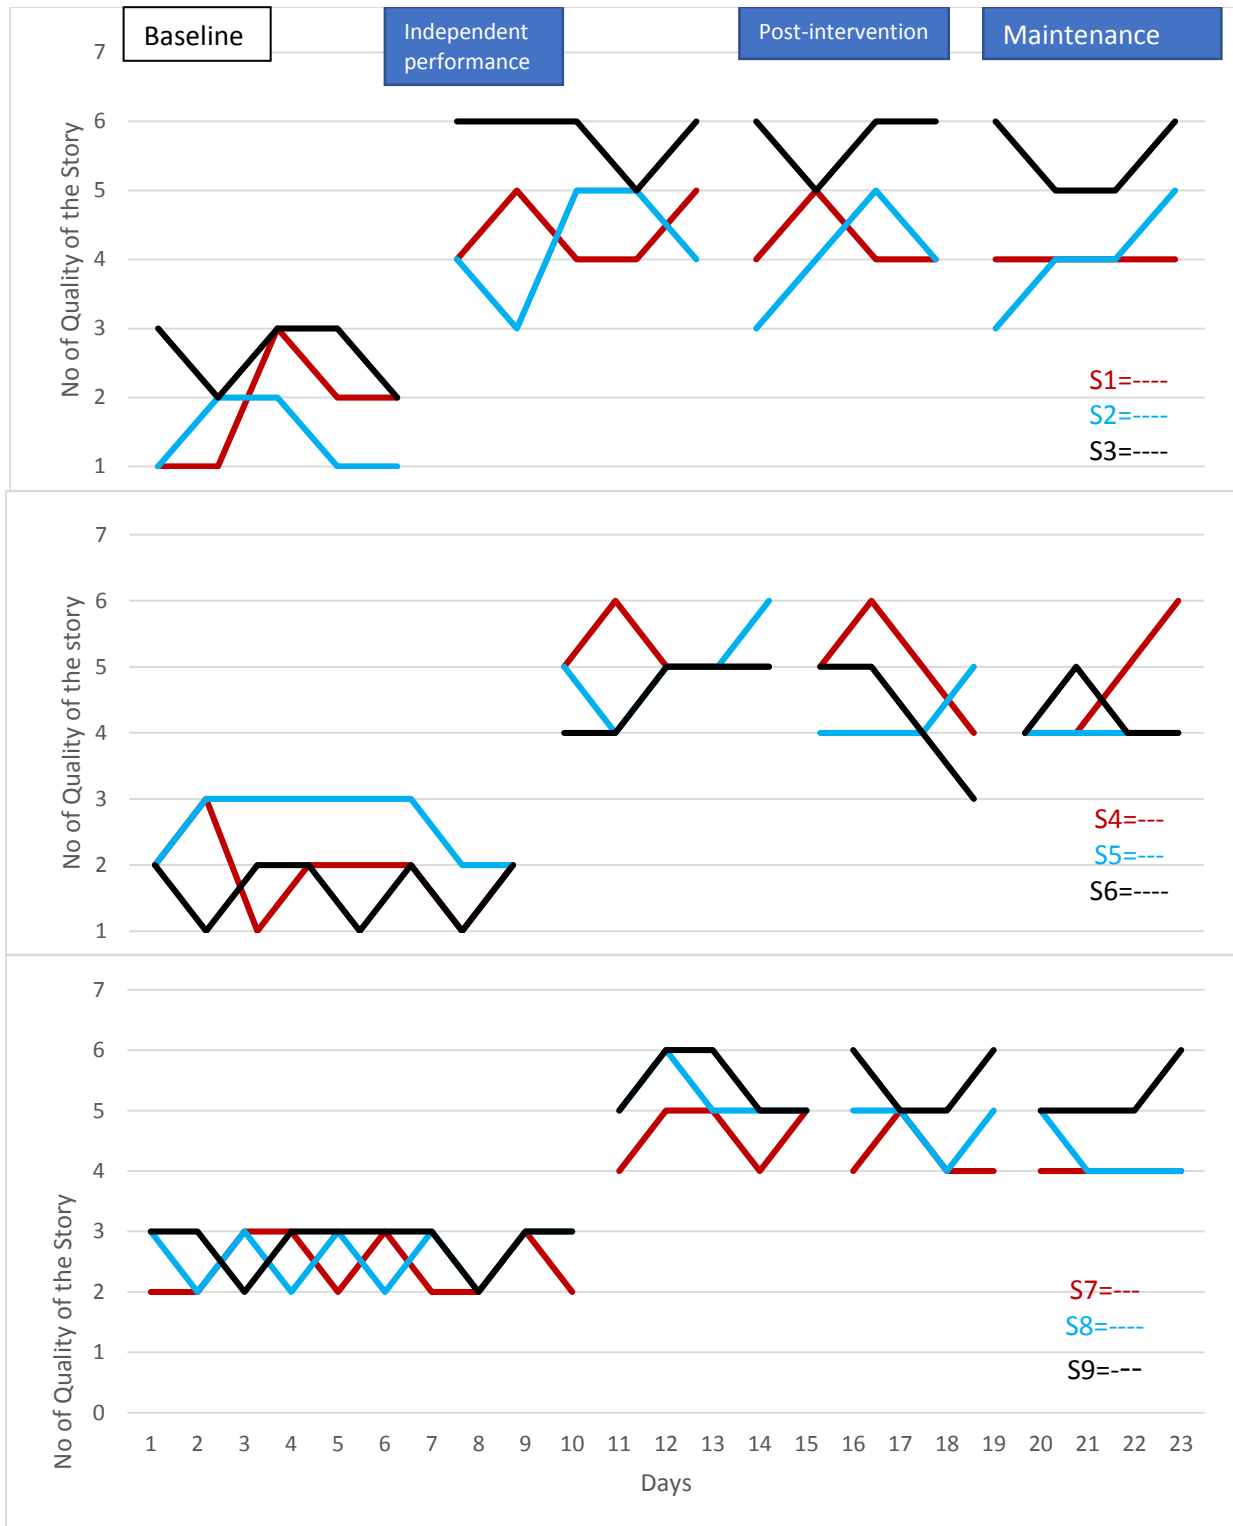 Baseline
Independent
performance
Post-intervention
Maintenance
No of Quality of the Story
7
6
5
4
3
2
1
S1=----
S2=----
S3=----
No of Quality of the story
7
6
5
4
3
2
1
S4=---
S5=---
S6=----
No of Quality of the Story
7
6
5
4
3
2
1
0
S7=---
S8=----
S9=---
1 2 3 4 5 6 7 8 9 10 11 12 13 14 15 16 17 18 19 20 21 22 23
Days